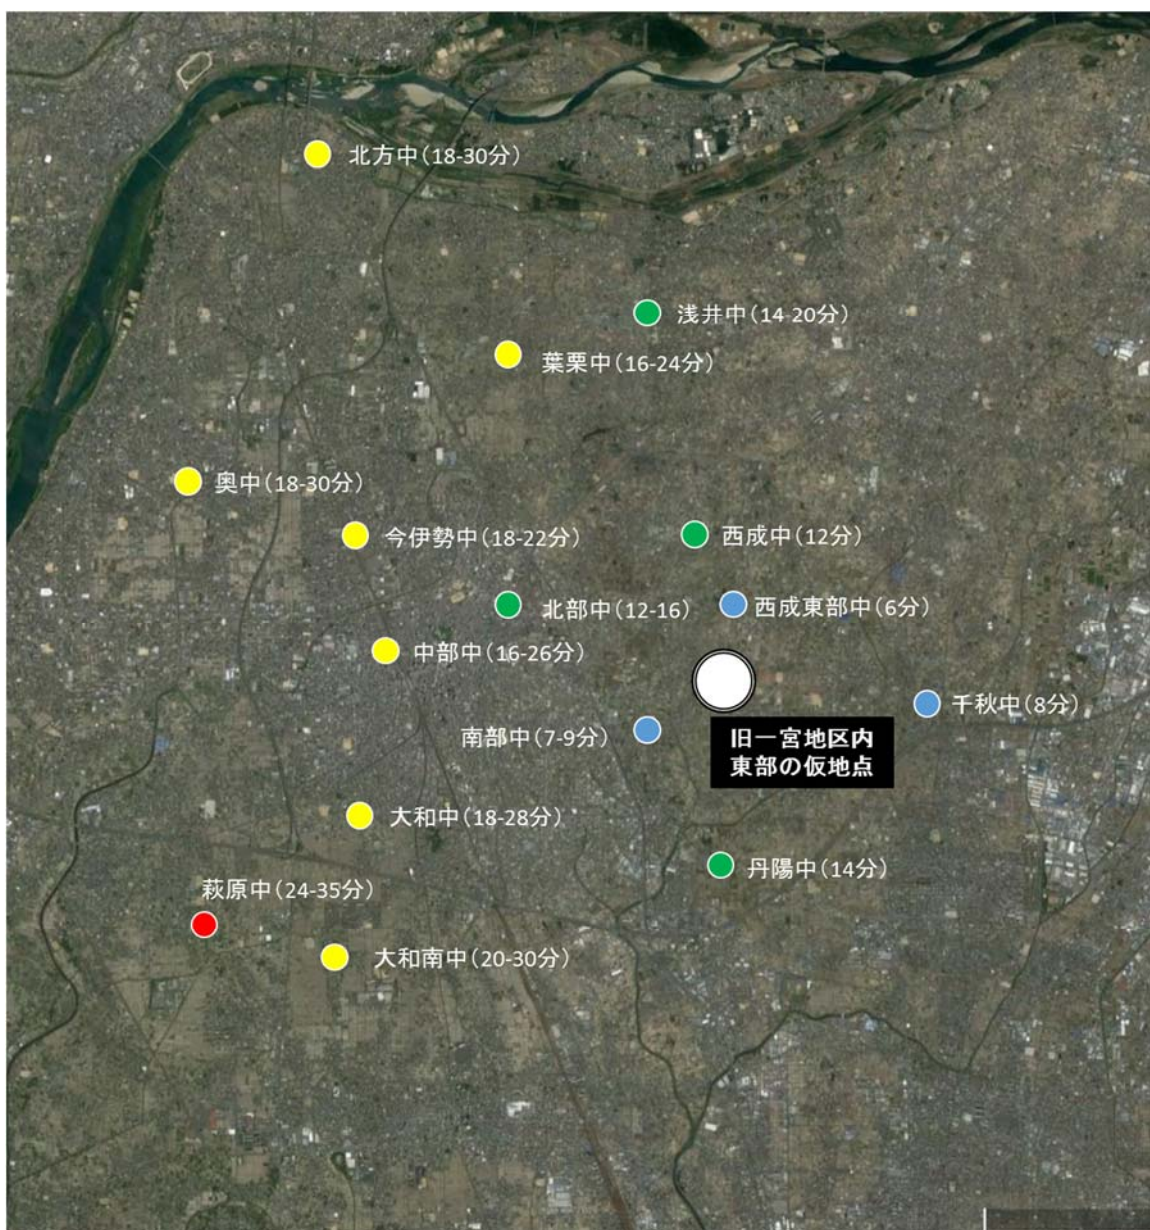 北方中(18-30分)
浅井中(14-20分)
葉栗中(16-24分)
奥中(18-30分)
今伊勢中(18-22分)
西成中(12分)
北部中(12-16)
西成東部中(6分)
中部中(16-26分)
千秋中(8分)
南部中(7-9分)
旧一宮地区内
東部の仮地点
大和中(18-28分)
丹陽中(14分)
萩原中(24-35分)
大和南中(20-30分)